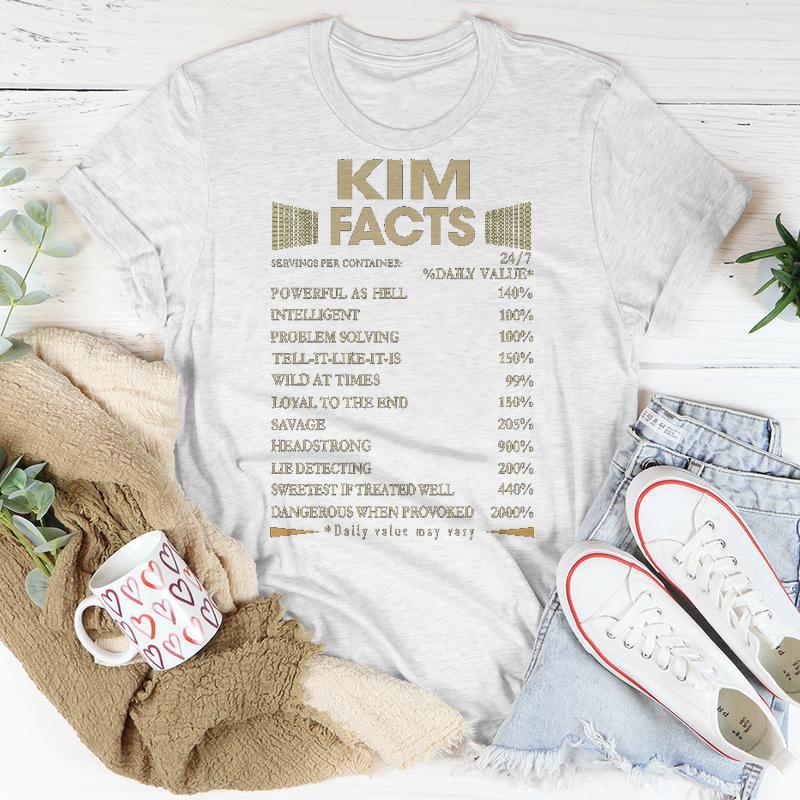 KIM
FACTS
SERVINGS PER CONTAINER: 24/7
%DAILY VALUE*
POWERFUL AS HELL 140%
INTELLIGENT 100%
PROBLEM SOLVING 100%
TELL-IT-LIKE-IT-IS 150%
WILD AT TIMES 99%
LOYAL TO THE END 150%
SAVAGE 205%
HEADSTRONG 900%
LIE DETECTING 200%
SWEETEST IF TREATED WELL 440%
DANGEROUS WHEN PROVOKED 2000%
*Daily value may vary